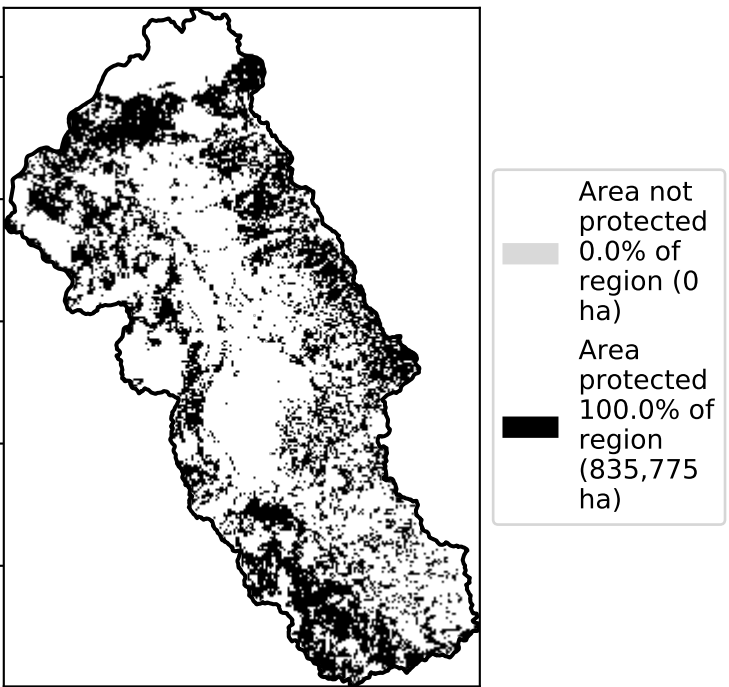 Area not
protected
0.0% of
region (0
ha)
Area
protected
100.0% of
region
(835,775
ha)